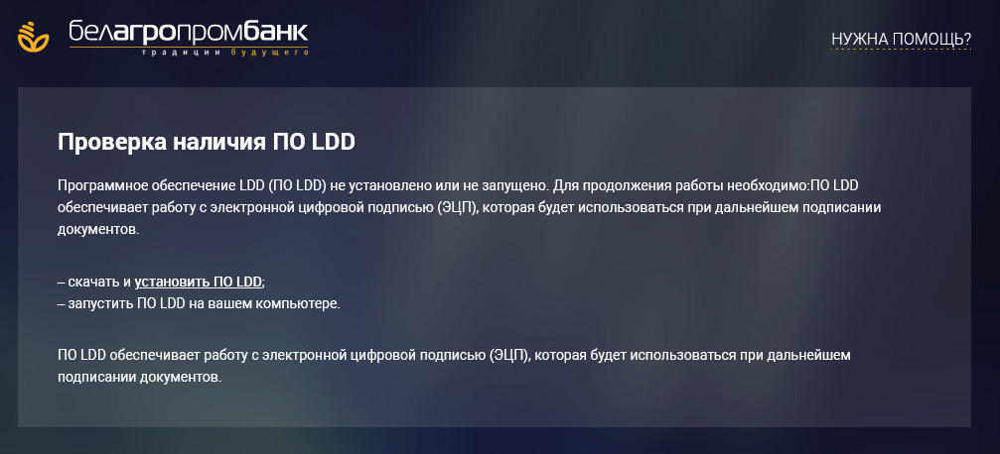 белагропромбанк
традиции будущего
НУЖНА ПОМОЩЬ?
Проверка наличия ПО LDD
Программное обеспечение LDD (ПО LDD) не установлено или не запущено. Для продолжения работы необходимо:ПО LDD
обеспечивает работу с электронной цифровой подписью (ЭЦП), которая будет использоваться при дальнейшем подписании
документов.
– скачать и установить ПО LDD;
– запустить ПО LDD на вашем компьютере.
ПО LDD обеспечивает работу с электронной цифровой подписью (ЭЦП), которая будет использоваться при дальнейшем
подписании документов.